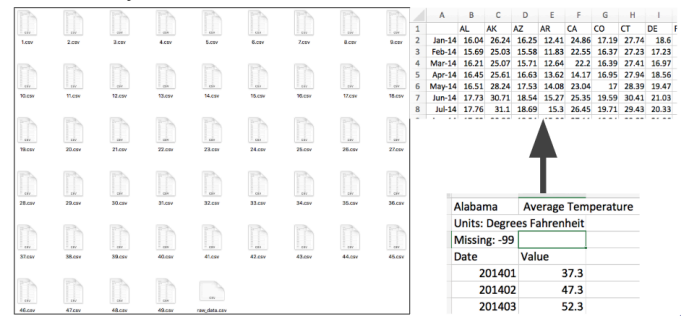 1.csv 2.csv 3.csv 4.csv 5.csv 6.csv 7.csv 8.csv 9.csv
10.csv 11.csv 12.csv 13.csv 14.csv 15.csv 16.csv 17.csv 18.csv
19.csv 20.csv 21.csv 22.csv 23.csv 24.csv 25.csv 26.csv 27.csv
28.csv 29.csv 30.csv 31.csv 32.csv 33.csv 34.csv 35.csv 36.csv
37.csv 38.csv 39.csv 40.csv 41.csv 42.csv 43.csv 44.csv 45.csv
46.csv 47.csv 48.csv 49.csv raw_data.csv
A B C D E F G H I
1 AL AK AZ AR CA CO CT DE
2 Jan-14 16.04 26.24 16.25 12.41 24.86 17.19 27.74 18.6
3 Feb-14 15.69 25.03 15.58 11.83 22.55 16.37 27.23 17.23
4 Mar-14 16.21 25.07 15.71 12.64 22.2 16.39 27.41 16.97
5 Apr-14 16.45 25.61 16.63 13.62 14.17 16.95 27.94 18.56
6 May-14 16.51 28.24 17.53 14.08 23.04 17 28.39 19.47
7 Jun-14 17.73 30.71 18.54 15.27 25.35 19.59 30.41 21.03
8 Jul-14 17.76 31.1 18.69 15.3 26.45 19.71 29.43 20.33
Alabama Average Temperature
Units: Degrees Fahrenheit
Missing: -99
Date Value
201401 37.3
201402 47.3
201403 52.3